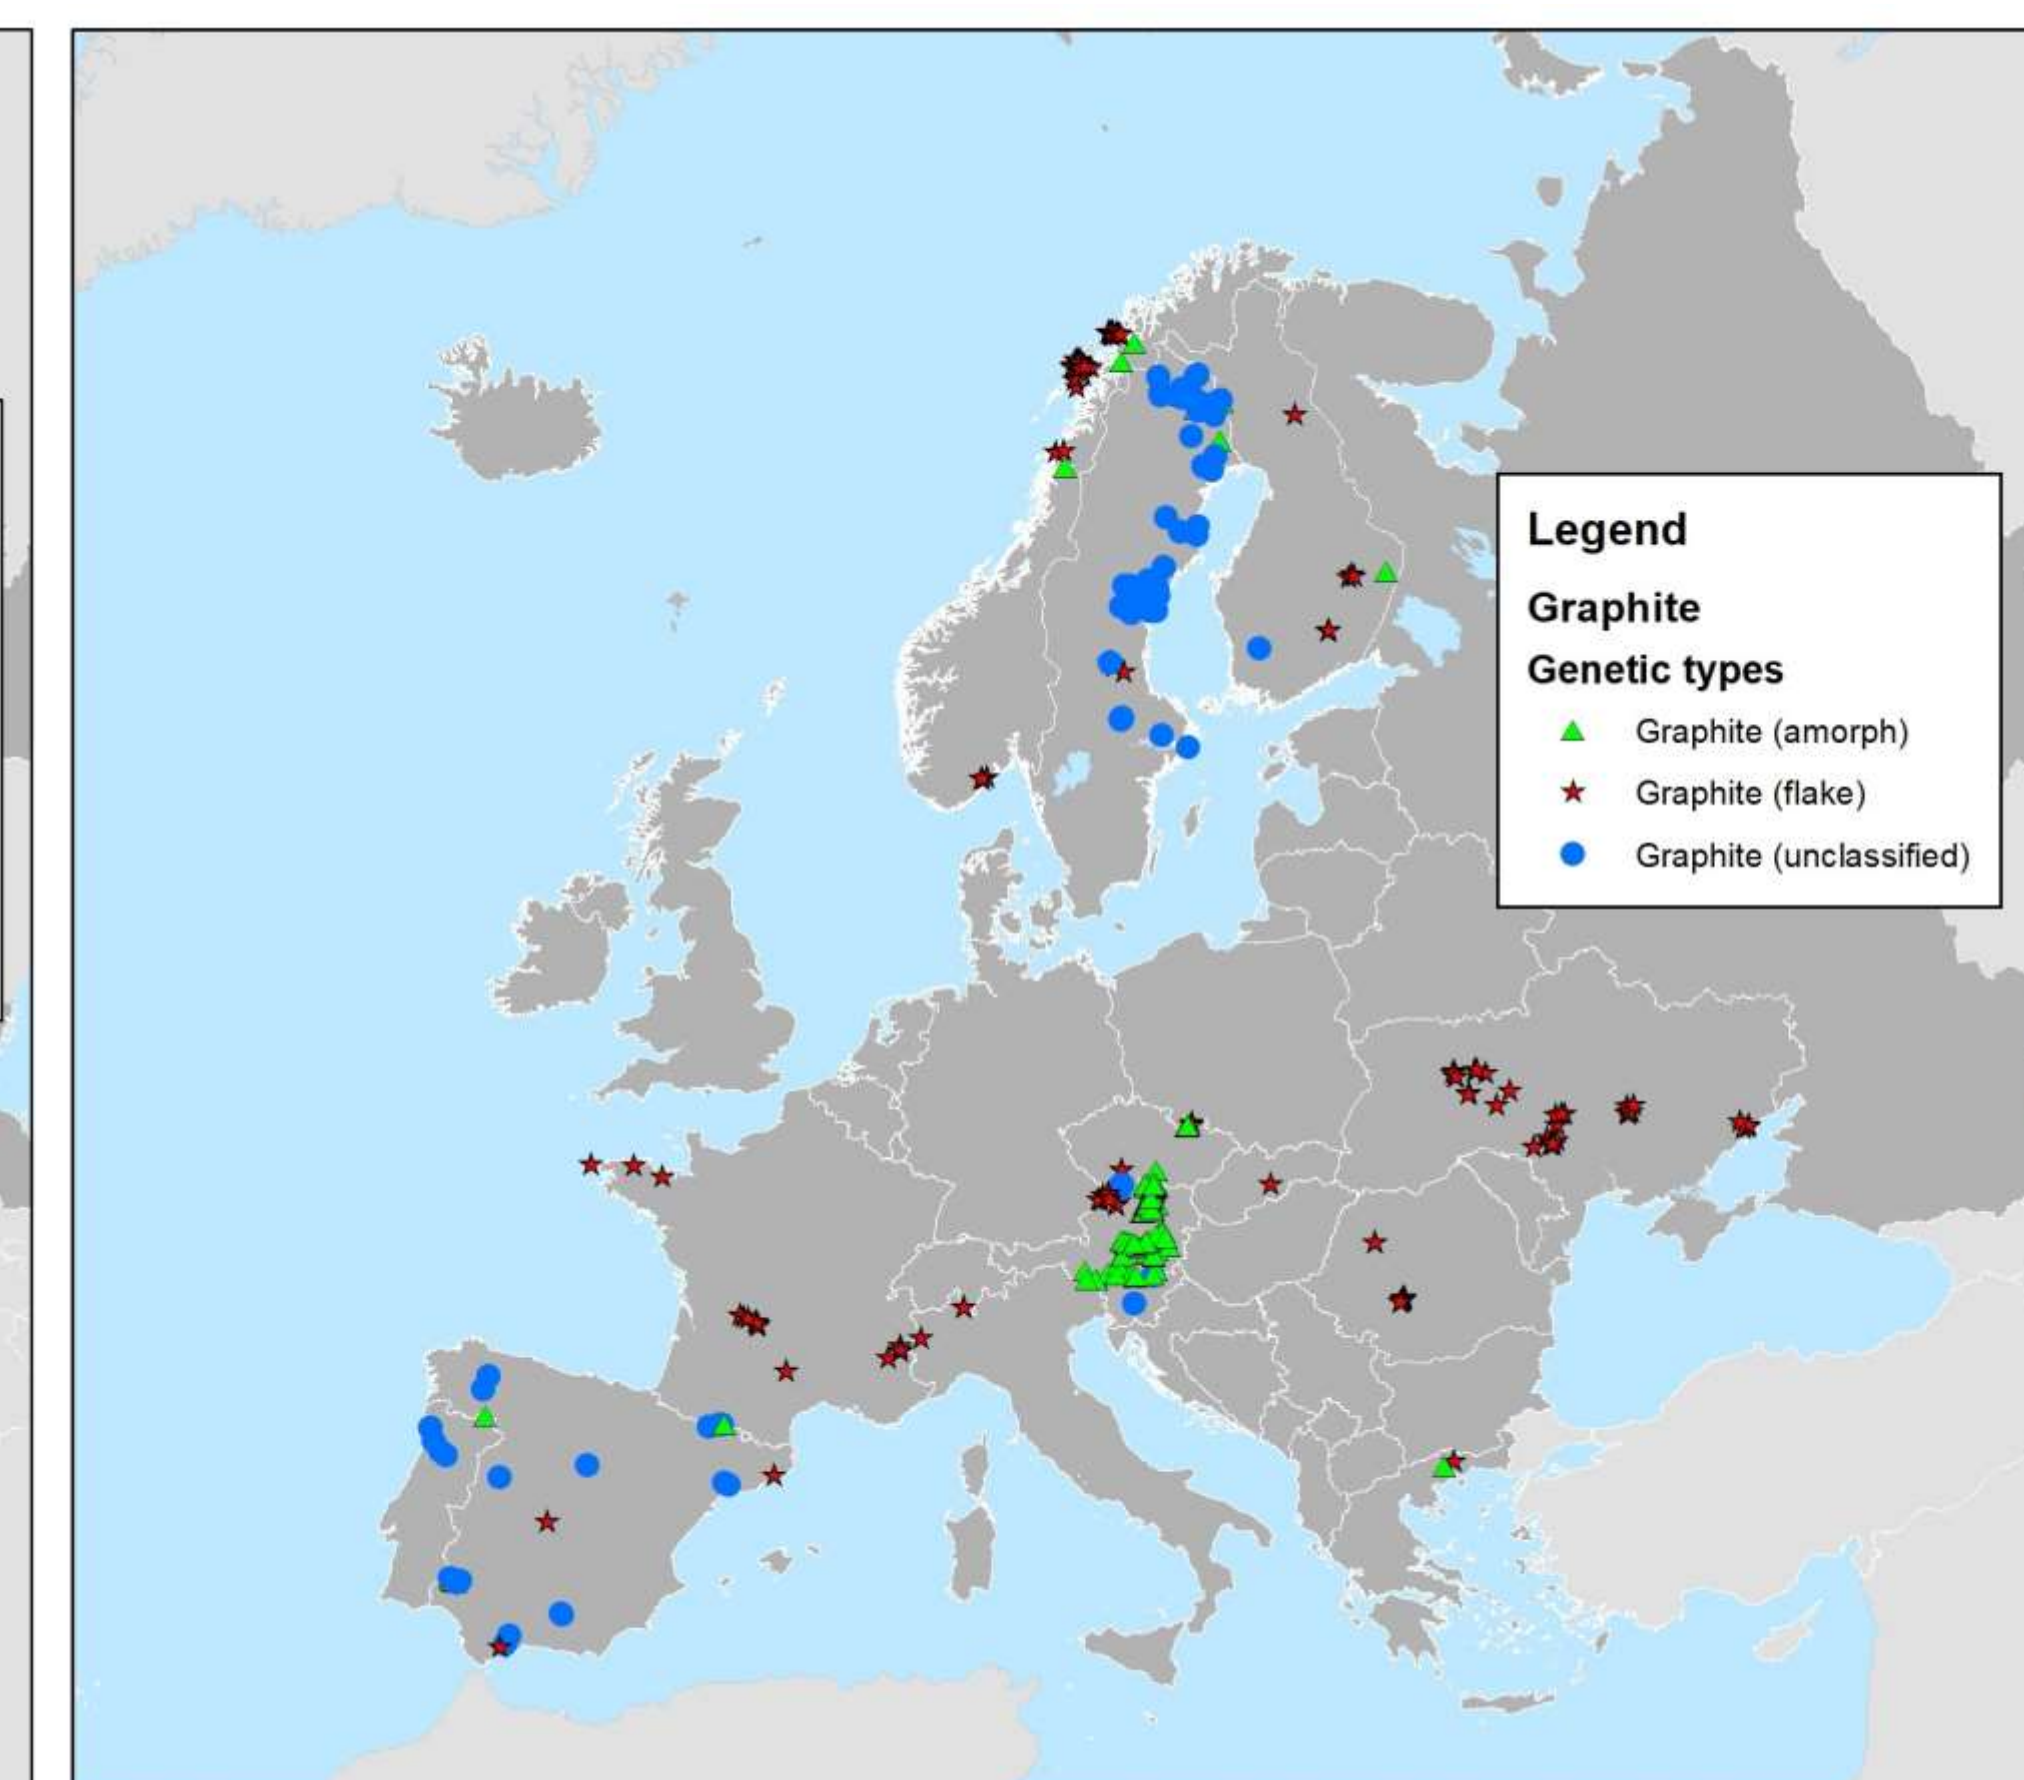 Legend
Graphite
Genetic types
Graphite (amorph)
Graphite (flake)
Graphite (unclassified)